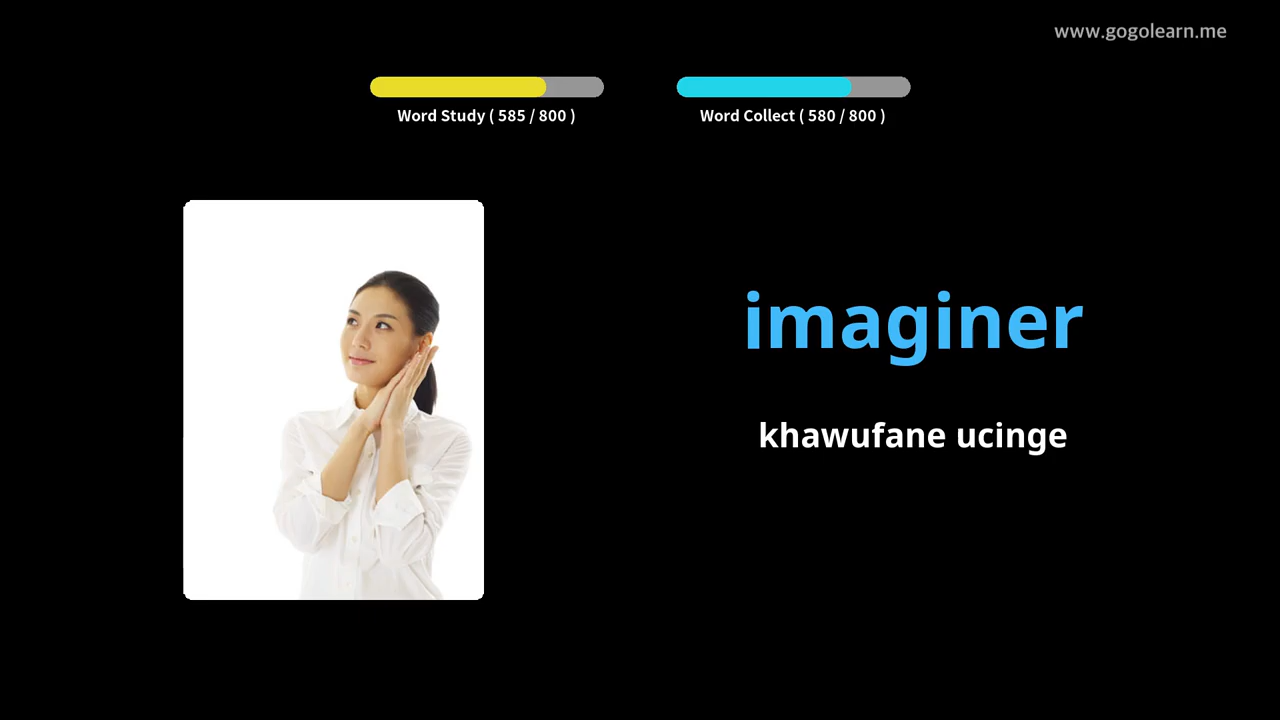 www.gogolearn.me
Word Study ( 585 / 800 )
Word Collect ( 580 / 800 )
imaginer
khawufane ucinge